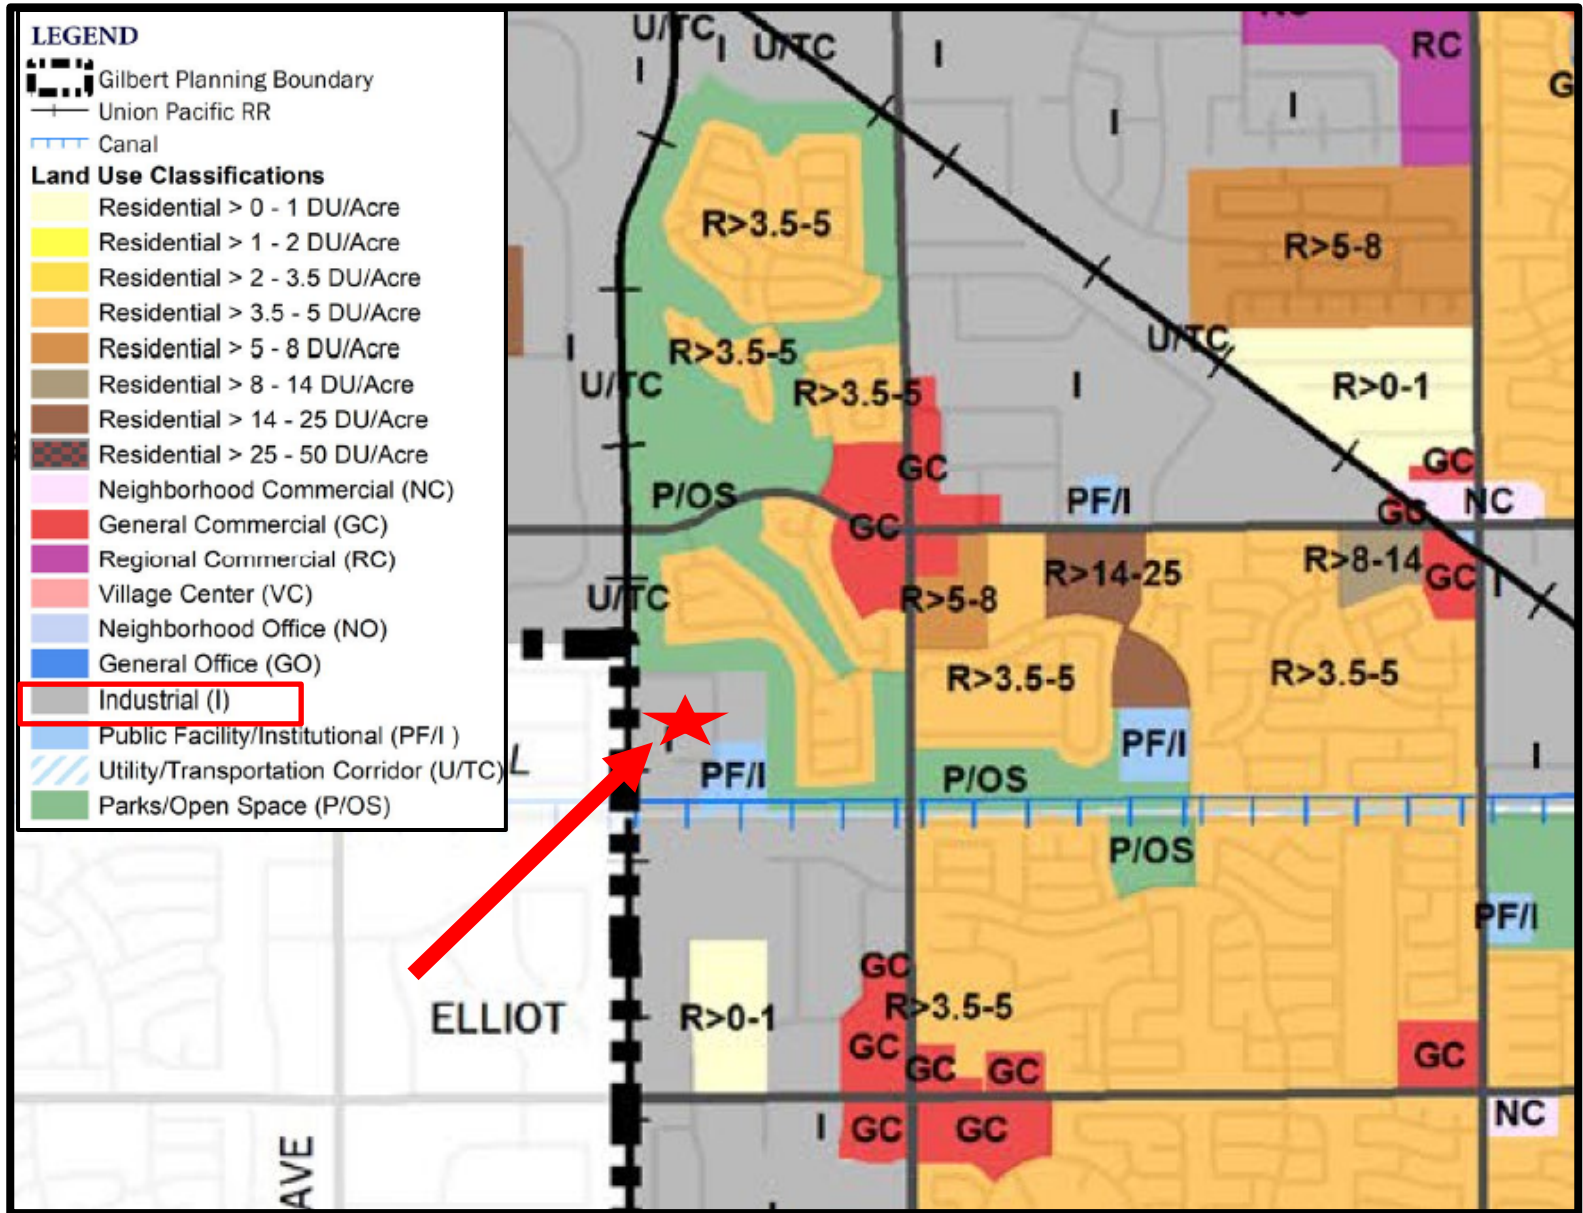 LEGEND
Gilbert Planning Boundary
Union Pacific RR
Canal
Land Use Classifications
Residential > 0 - 1 DU/Acre
Residential > 1 - 2 DU/Acre
Residential > 2 - 3.5 DU/Acre
Residential > 3.5 - 5 DU/Acre
Residential > 5 - 8 DU/Acre
Residential > 8 - 14 DU/Acre
Residential > 14 - 25 DU/Acre
Residential > 25 - 50 DU/Acre
Neighborhood Commercial (NC)
General Commercial (GC)
Regional Commercial (RC)
Village Center (VC)
Neighborhood Office (NO)
General Office (GO)
Industrial (I)
Public Facility/Institutional (PF/I )
Utility/Transportation Corridor (U/TC)
Parks/Open Space (P/OS)
U/TC
I
U/TC
I
I
RC
I
I
R>3.5-5
R>5-8
U/TC
I
R>3.5-5
U/TC
R>3.5-5
I
R>0-1
GC
GC
P/OS
PF/I
NC
GC
GC
R>14-25
R>8-14
GC
I
U/TC
R>5-8
R>3.5-5
R>3.5-5
PF/I
I
L
PF/I
P/OS
P/OS
PF/I
GC
ELLIOT
R>0-1
R>3.5-5
GC
GC
GC
GC
I
GC
GC
NC
AVE